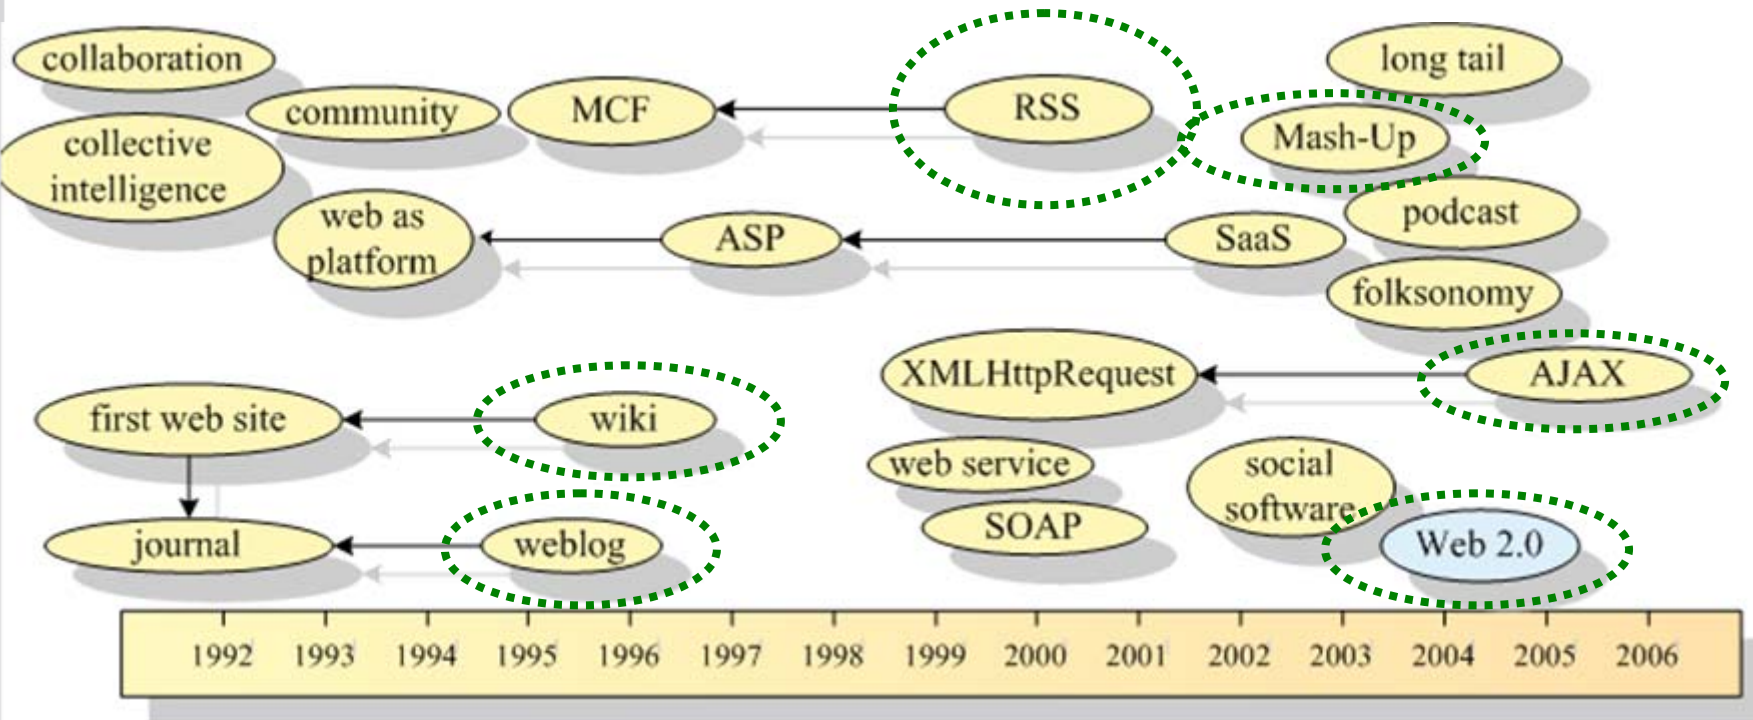 collaboration
community
collective
intelligence
MCF
RSS
long tail
Mash-Up
web as
platform
ASP
SaaS
podcast
folksonomy
first web site
wiki
XMLHttpRequest
AJAX
web service
social
software
journal
weblog
SOAP
Web 2.0
1992
1993
1994
1995
1996
1997
1998
1999
2000
2001
2002
2003
2004
2005
2006